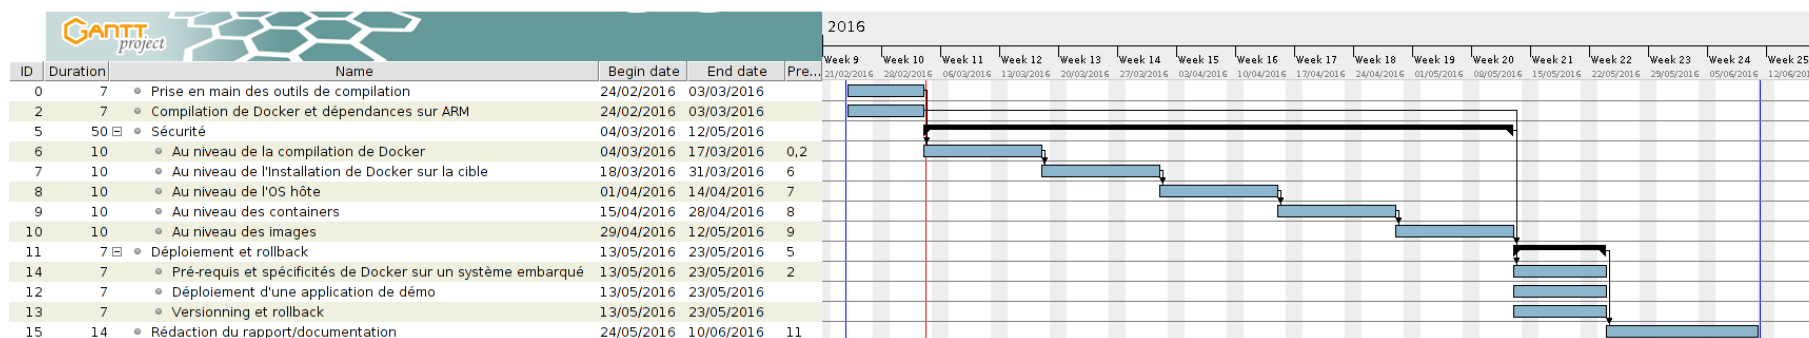 GANTT
project
2016
Week 9 Week 10 Week 11 Week 12 Week 13 Week 14 Week 15 Week 16 Week 17 Week 18 Week 19 Week 20 Week 21 Week 22 Week 23 Week 24 Week 25
ID Duration Name Begin date End date Pre...
21/02/2016 28/02/2016 06/03/2016 13/03/2016 20/03/2016 27/03/2016 03/04/2016 10/04/2016 17/04/2016 24/04/2016 01/05/2016 08/05/2016 15/05/2016 22/05/2016 29/05/2016 05/06/2016 12/06/201
0 7 Prise en main des outils de compilation 24/02/2016 03/03/2016
2 7 Compilation de Docker et dépendances sur ARM 24/02/2016 03/03/2016
5 50 Sécurité 04/03/2016 12/05/2016
6 10 Au niveau de la compilation de Docker 04/03/2016 17/03/2016 0,2
7 10 Au niveau de l'Installation de Docker sur la cible 18/03/2016 31/03/2016 6
8 10 Au niveau de l'OS hôte 01/04/2016 14/04/2016 7
9 10 Au niveau des containers 15/04/2016 28/04/2016 8
10 10 Au niveau des images 29/04/2016 12/05/2016 9
11 7 Déploiement et rollback 13/05/2016 23/05/2016 5
14 7 Pré-requis et spécificités de Docker sur un système embarqué 13/05/2016 23/05/2016 2
12 7 Déploiement d'une application de démo 13/05/2016 23/05/2016
13 7 Versionning et rollback 13/05/2016 23/05/2016
15 14 Rédaction du rapport/documentation 24/05/2016 10/06/2016 11